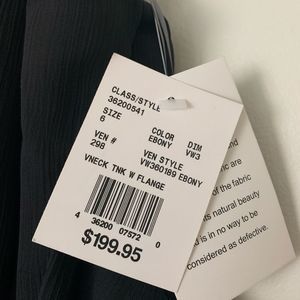 CLASS/STYLE
36200541
SIZE
6
COLOR
EBONY
DIM
VW3
VEN #
298
VEN STYLE
VW360189 EBONY
VNECK TNK W FLANGE
4 36200 07572 0
$199.95
and
ric are
of the fabric
ts natural beauty
d is in no way to be
considered as defective.